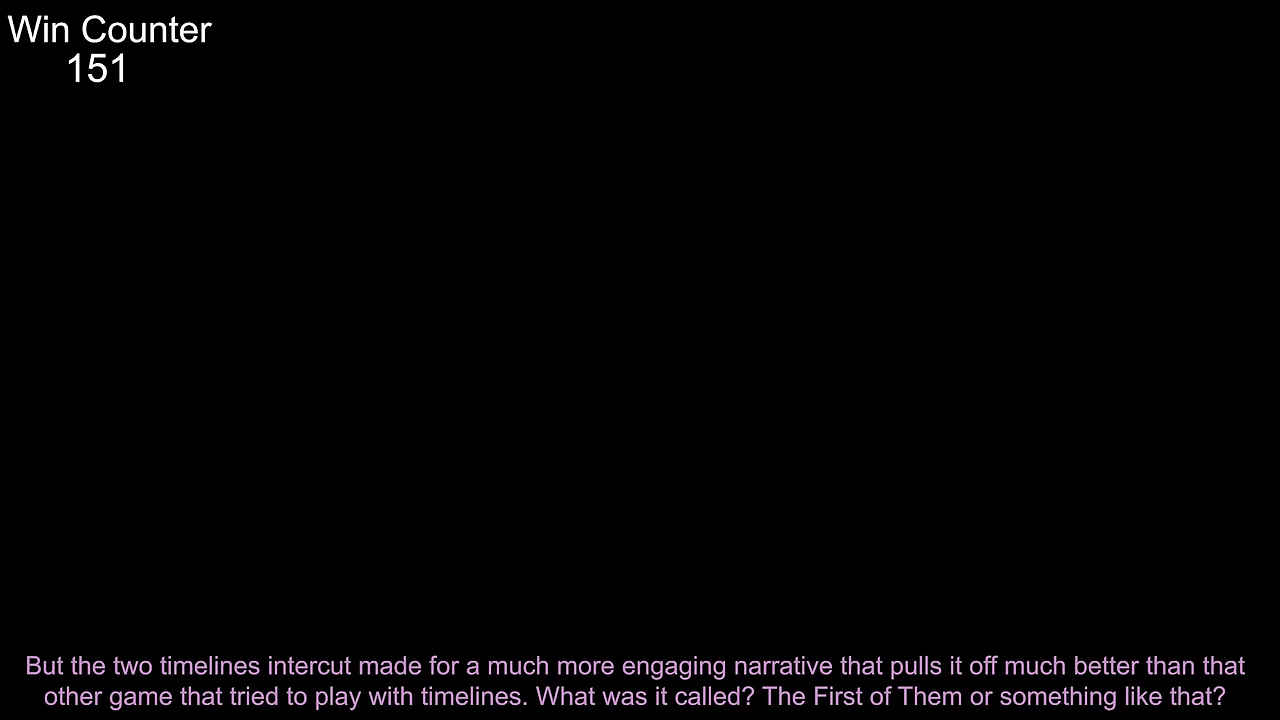 Win Counter
151
But the two timelines intercut made for a much more engaging narrative that pulls it off much better than that
other game that tried to play with timelines. What was it called? The First of Them or something like that?